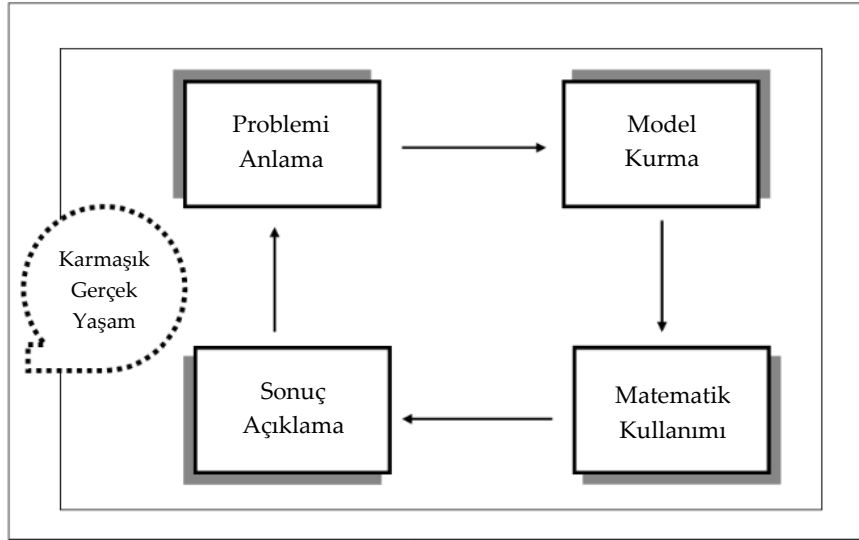 Problemi
Anlama
Model
Kurma
Karmaşık
Gerçek
Yaşam
Sonuç
Açıklama
Matematik
Kullanımı